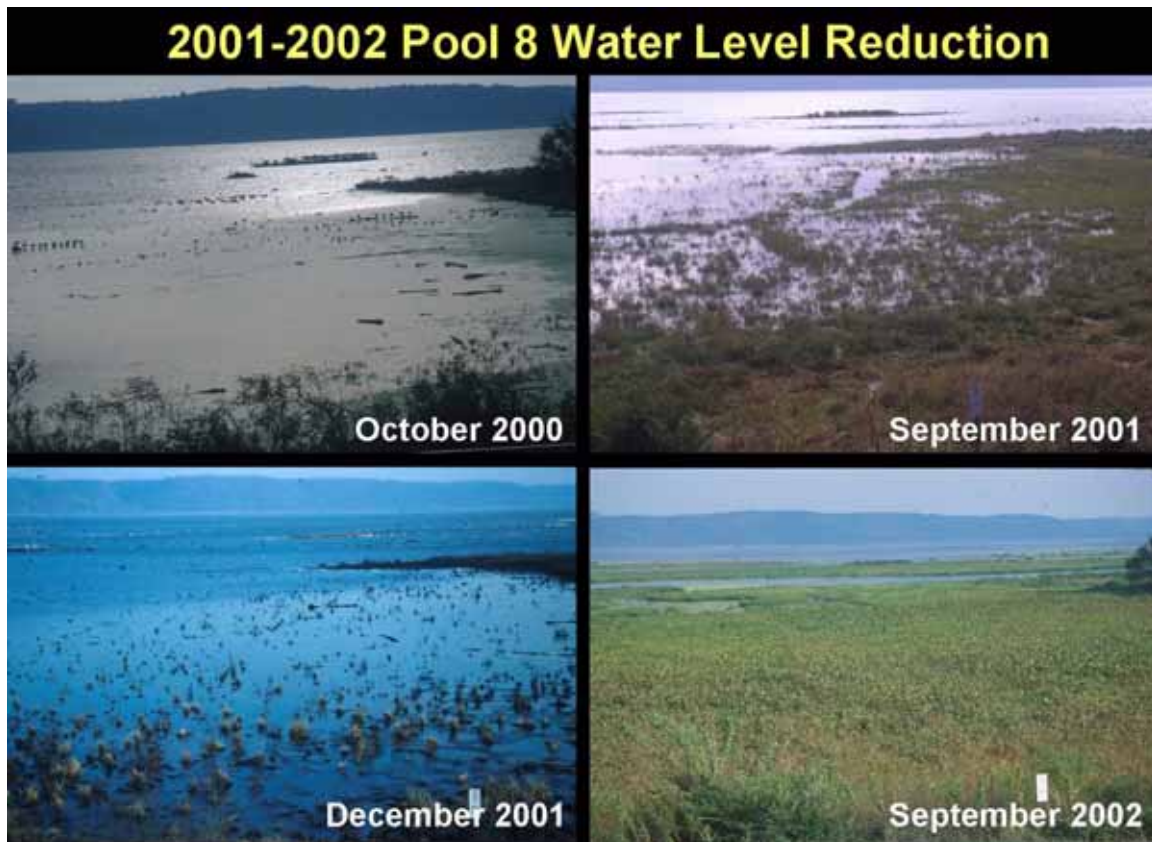 2001-2002 Pool 8 Water Level Reduction
October 2000
September 2001
December 2001
September 2002